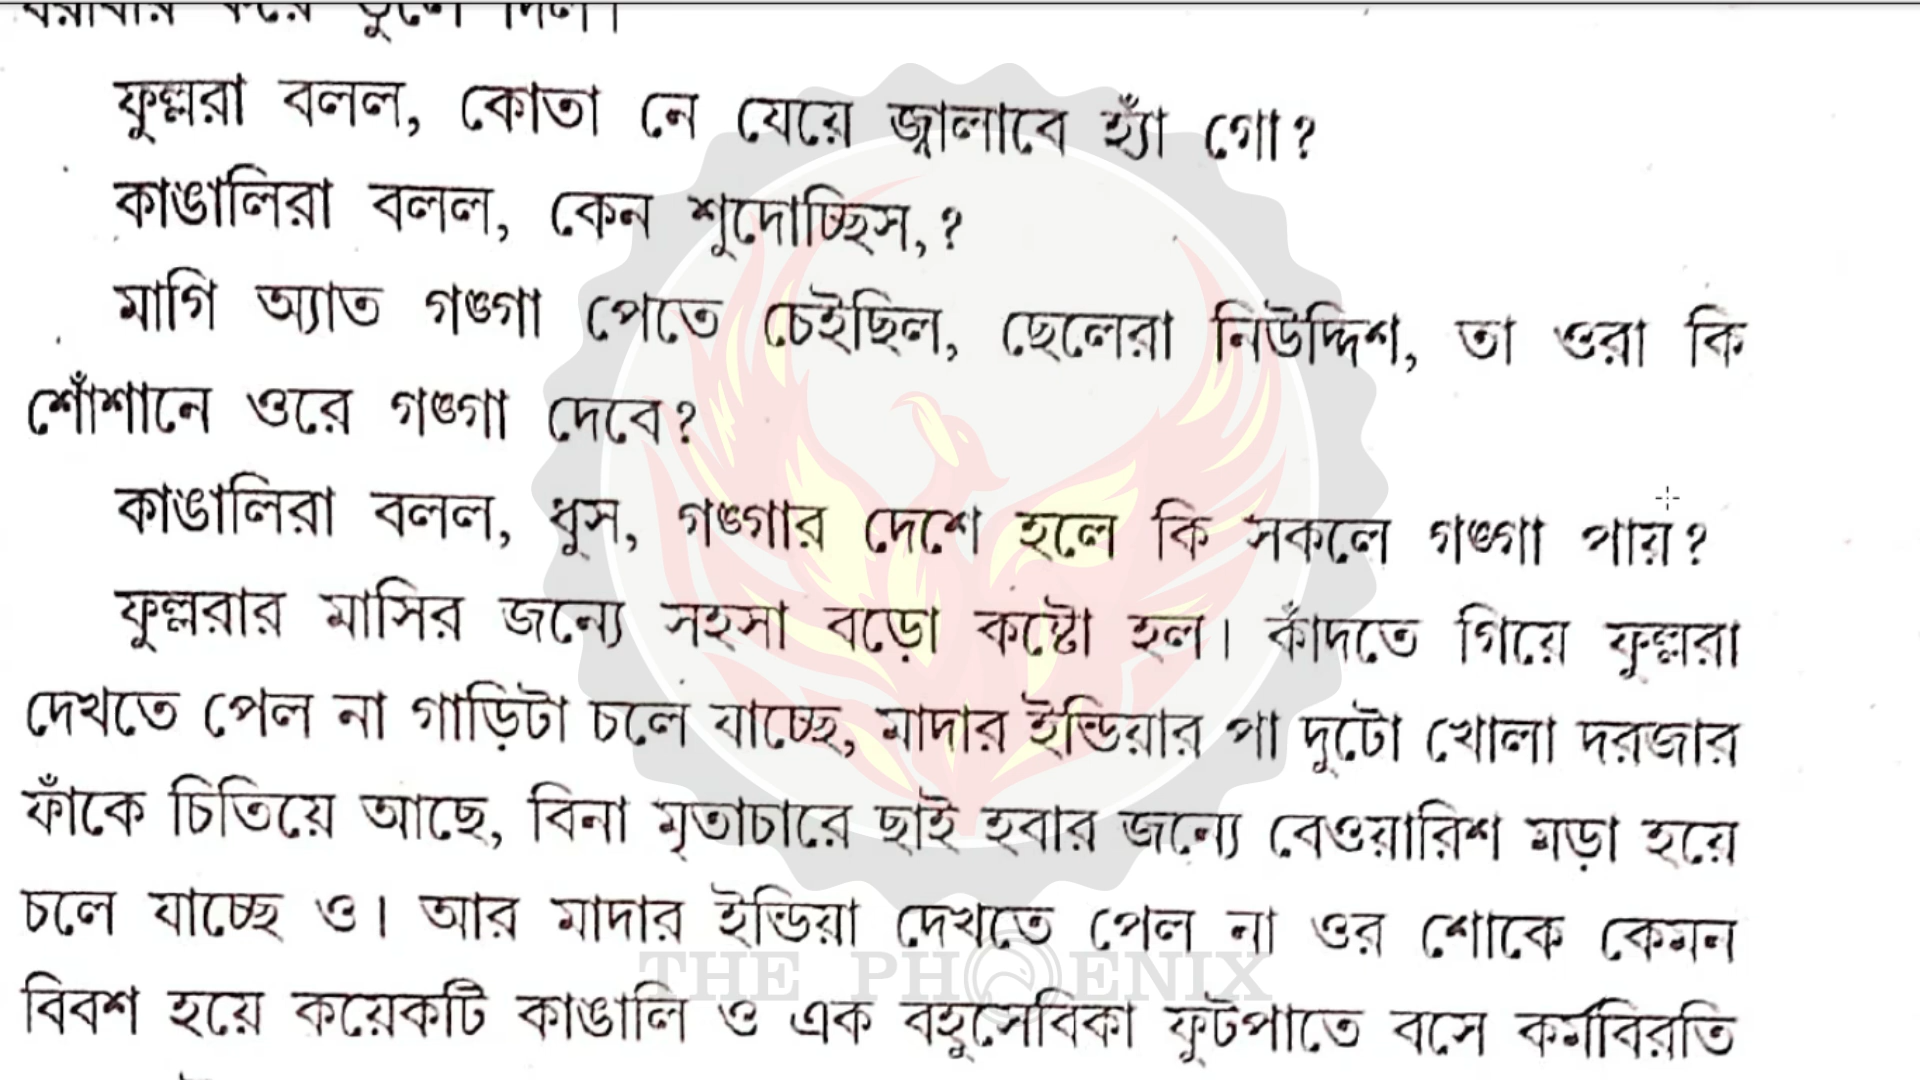 ফুল্লরা বলল, কোতা নে যেয়ে জ্বালাবে হ্যাঁ গো?
কাঙালিরা বলল, কেন শুদোচ্ছিস,?
মাগি অ্যাত গঙ্গা পেতে চেইছিল, ছেলেরা নিউদ্দিশ, তা ওরা কি
শোঁশানে ওরে গঙ্গা দেবে?
কাঙালিরা বলল, ধুস, গঙ্গার দেশে হলে কি সকলে গঙ্গা পায়?
ফুল্লরার মাসির জন্যে সহসা বড়ো কষ্টো হল। কাঁদতে গিয়ে ফুল্লরা
দেখতে পেল না গাড়িটা চলে যাচ্ছে, মাদার ইন্ডিয়ার পা দুটো খোলা দরজার
ফাঁকে চিতিয়ে আছে, বিনা মৃতাচারে ছাই হবার জন্যে বেওয়ারিশ মড়া হয়ে
চলে যাচ্ছে ও। আর মাদার ইন্ডিয়া দেখতে পেল না ওর শোকে কেমন
THE PHOENIX
বিবশ হয়ে কয়েকটি কাঙালি ও এক বহুসেবিকা ফুটপাতে বসে কর্মবিরতি